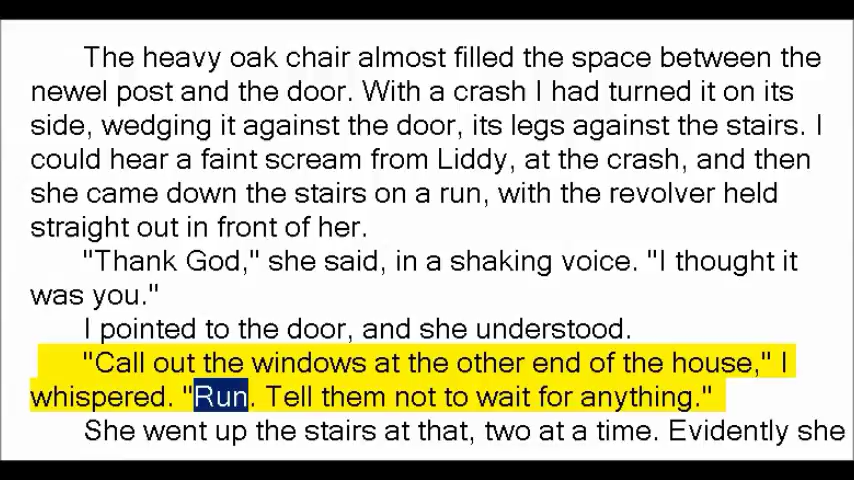 The heavy oak chair almost filled the space between the
newel post and the door. With a crash I had turned it on its
side, wedging it against the door, its legs against the stairs. I
could hear a faint scream from Liddy, at the crash, and then
she came down the stairs on a run, with the revolver held
straight out in front of her.
"Thank God," she said, in a shaking voice. "I thought it
was you."
I pointed to the door, and she understood.
"Call out the windows at the other end of the house," I
whispered. "Run. Tell them not to wait for anything."
She went up the stairs at that, two at a time. Evidently she